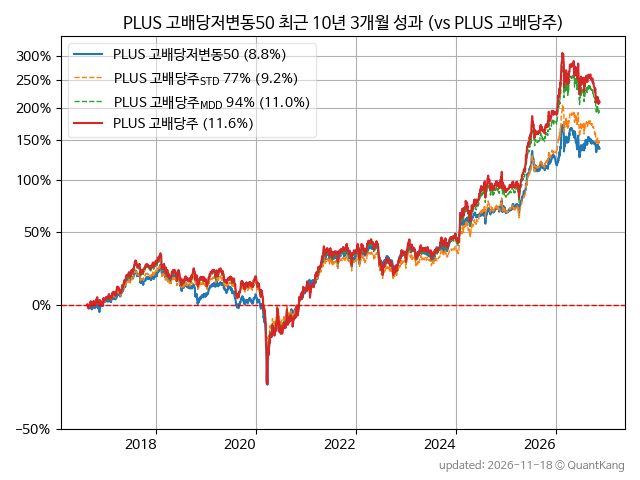 PLUS 고배당저변동50 최근 10년 3개월 성과 (vs PLUS 고배당주)
PLUS 고배당저변동50 (8.8%)
PLUS 고배당주STD 77% (9.2%)
PLUS 고배당주MDD 94% (11.0%)
PLUS 고배당주 (11.6%)
300%
250%
200%
150%
100%
50%
0%
−50%
2018
2020
2022
2024
2026
updated: 2026-11-18 © QuantKang